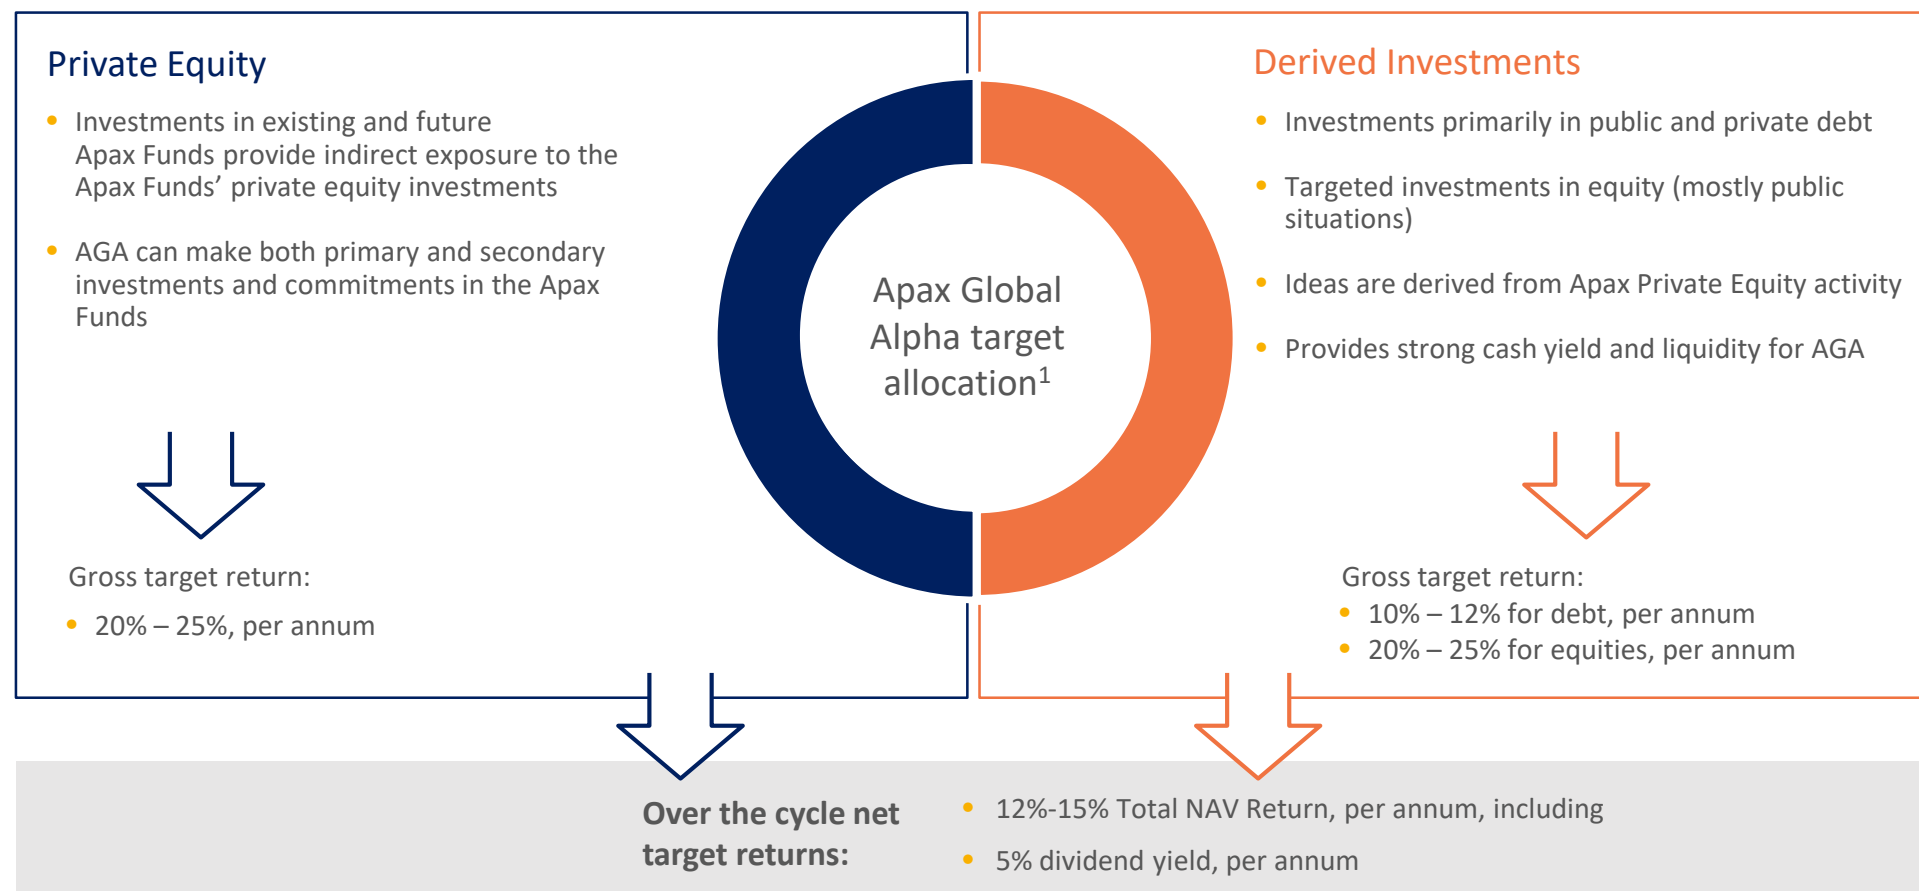 Private Equity
• Investments in existing and future
Apax Funds provide indirect exposure to the
Apax Funds’ private equity investments
• AGA can make both primary and secondary
investments and commitments in the Apax
Funds
Gross target return:
• 20% – 25%, per annum
Apax Global
Alpha target
allocation¹
Derived Investments
• Investments primarily in public and private debt
• Targeted investments in equity (mostly public
situations)
• Ideas are derived from Apax Private Equity activity
• Provides strong cash yield and liquidity for AGA
Gross target return:
• 10% – 12% for debt, per annum
• 20% – 25% for equities, per annum
Over the cycle net
target returns:
• 12%-15% Total NAV Return, per annum, including
• 5% dividend yield, per annum